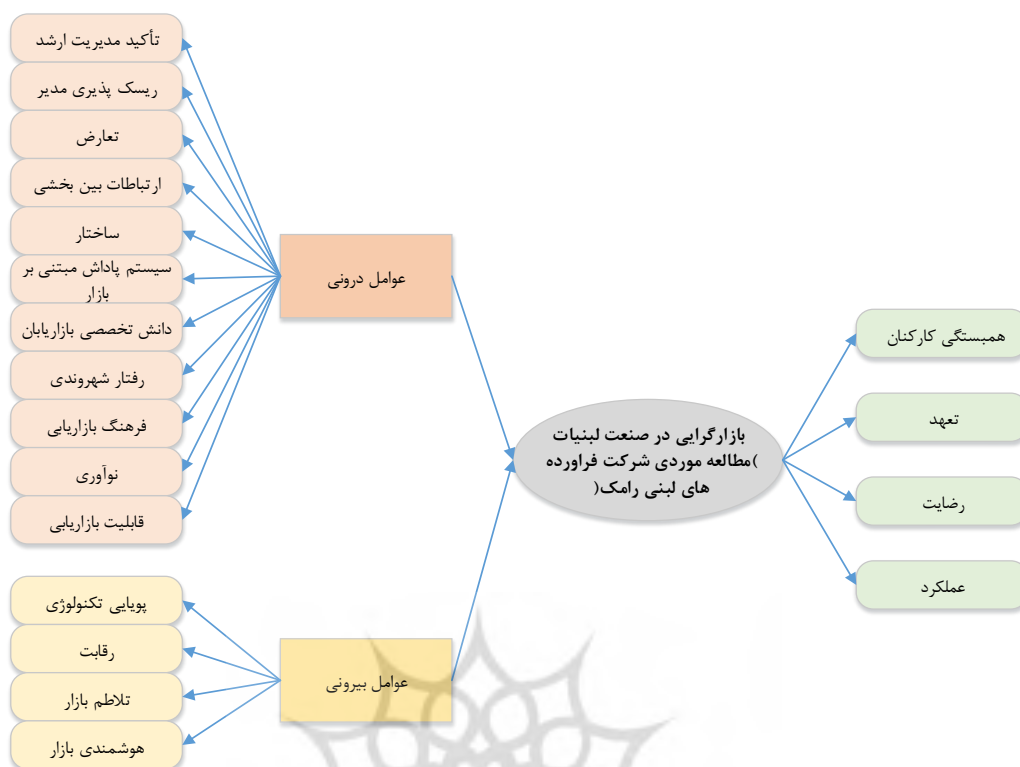 تأکید مدیریت ارشد
ریسک پذیری مدیر
تعارض
ارتباطات بین بخشی
ساختار
سیستم پاداش مبتنی بر
بازار
دانش تخصصی بازاریابان
رفتار شهروندی
فرهنگ بازاریابی
نوآوری
قابلیت بازاریابی
عوامل درونی
پویایی تکنولوژی
رقابت
تلاطم بازار
هوشمندی بازار
عوامل بیرونی
بازارگرایی در صنعت لبنیات
)مطالعه موردی شرکت فراورده
های لبنی رامک(
همبستگی کارکنان
تعهد
رضایت
عملکرد